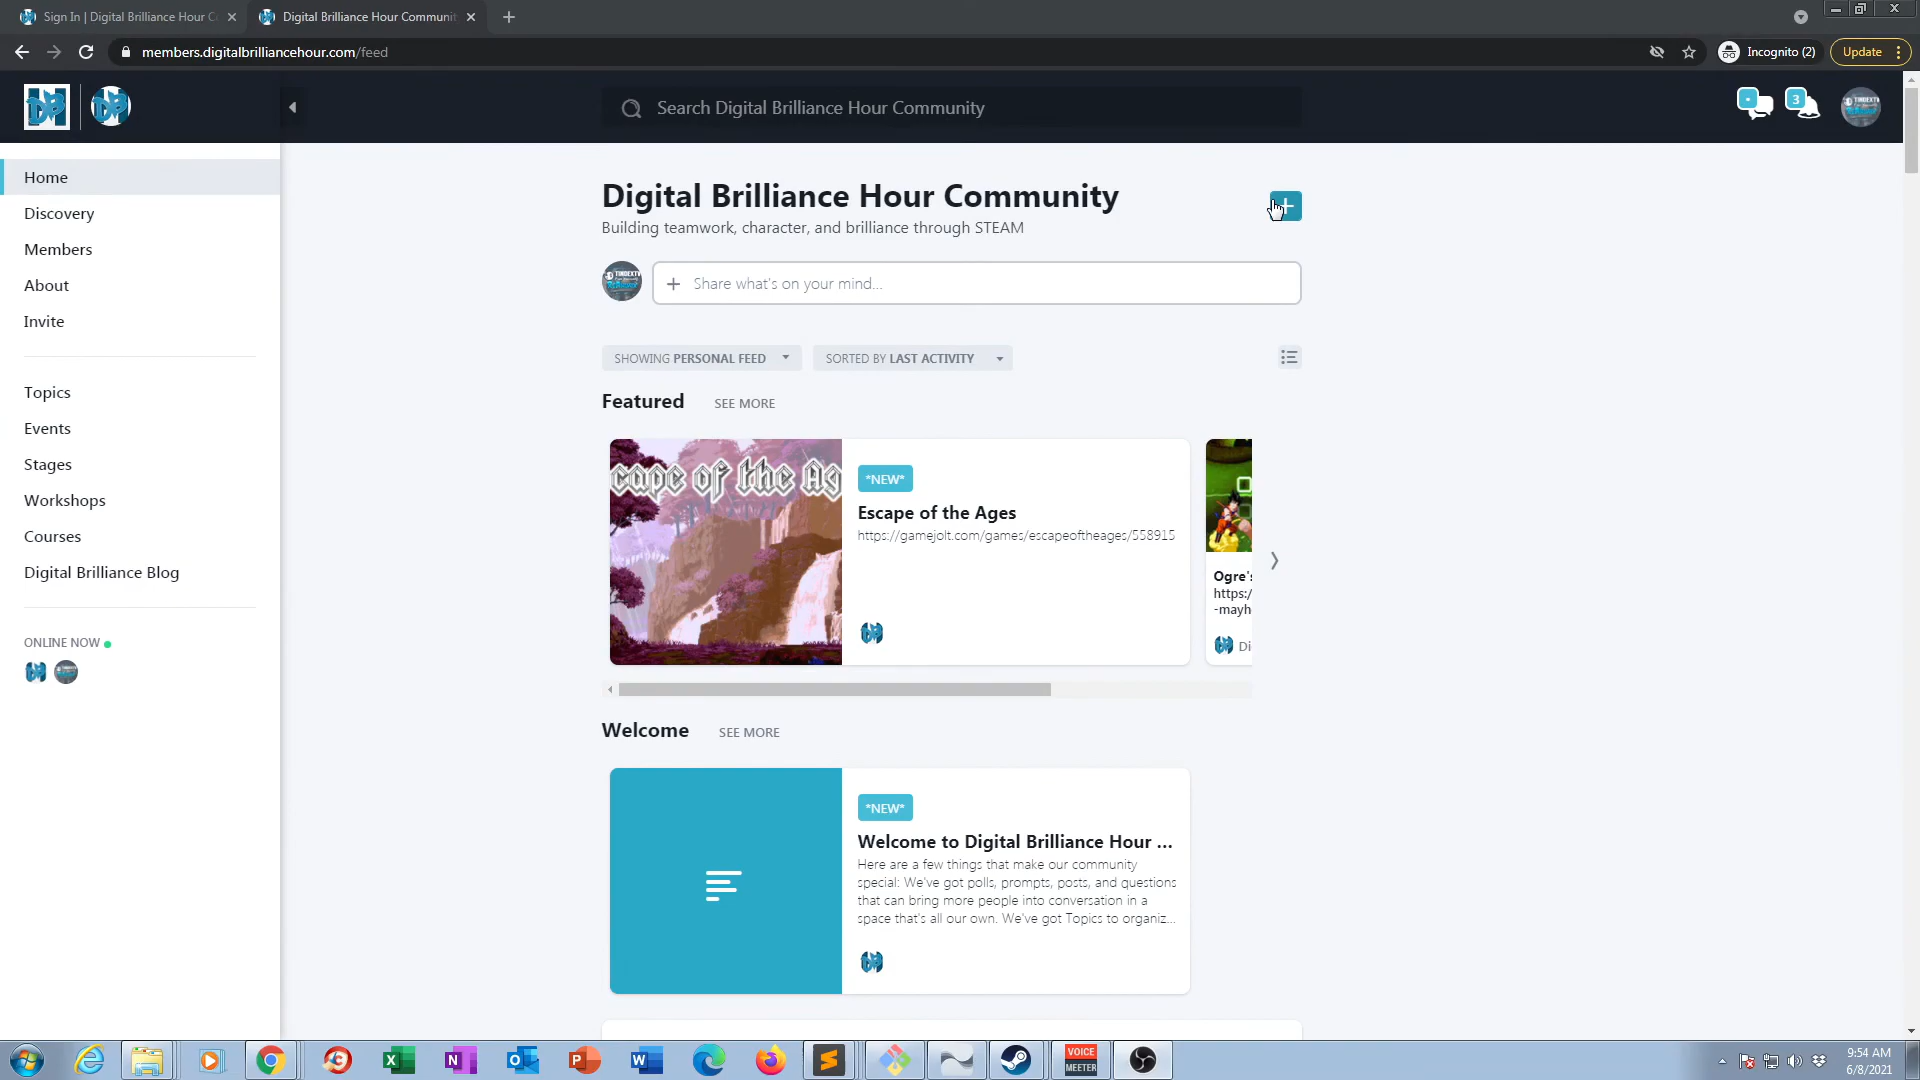 Sign In | Digital Brilliance Hour C
Digital Brilliance Hour Communit
members.digitalbrilliancehour.com/feed
Incognito (2)
Update
Search Digital Brilliance Hour Community
3
Home
Discovery
Members
About
Invite
Topics
Events
Stages
Workshops
Courses
Digital Brilliance Blog
ONLINE NOW
Digital Brilliance Hour Community
Building teamwork, character, and brilliance through STEAM
Share what's on your mind...
SHOWING PERSONAL FEED
SORTED BY LAST ACTIVITY
Featured
SEE MORE
cape of the Ag
*NEW*
Escape of the Ages
https://gamejolt.com/games/escapeoftheages/558915
Ogre's
https:/
-mayh
Di
Welcome
SEE MORE
*NEW*
Welcome to Digital Brilliance Hour ...
Here are a few things that make our community
special: We've got polls, prompts, posts, and questions
that can bring more people into conversation in a
space that's all our own. We've got Topics to organiz...
VOICE
MEETER
9:54 AM
6/8/2021